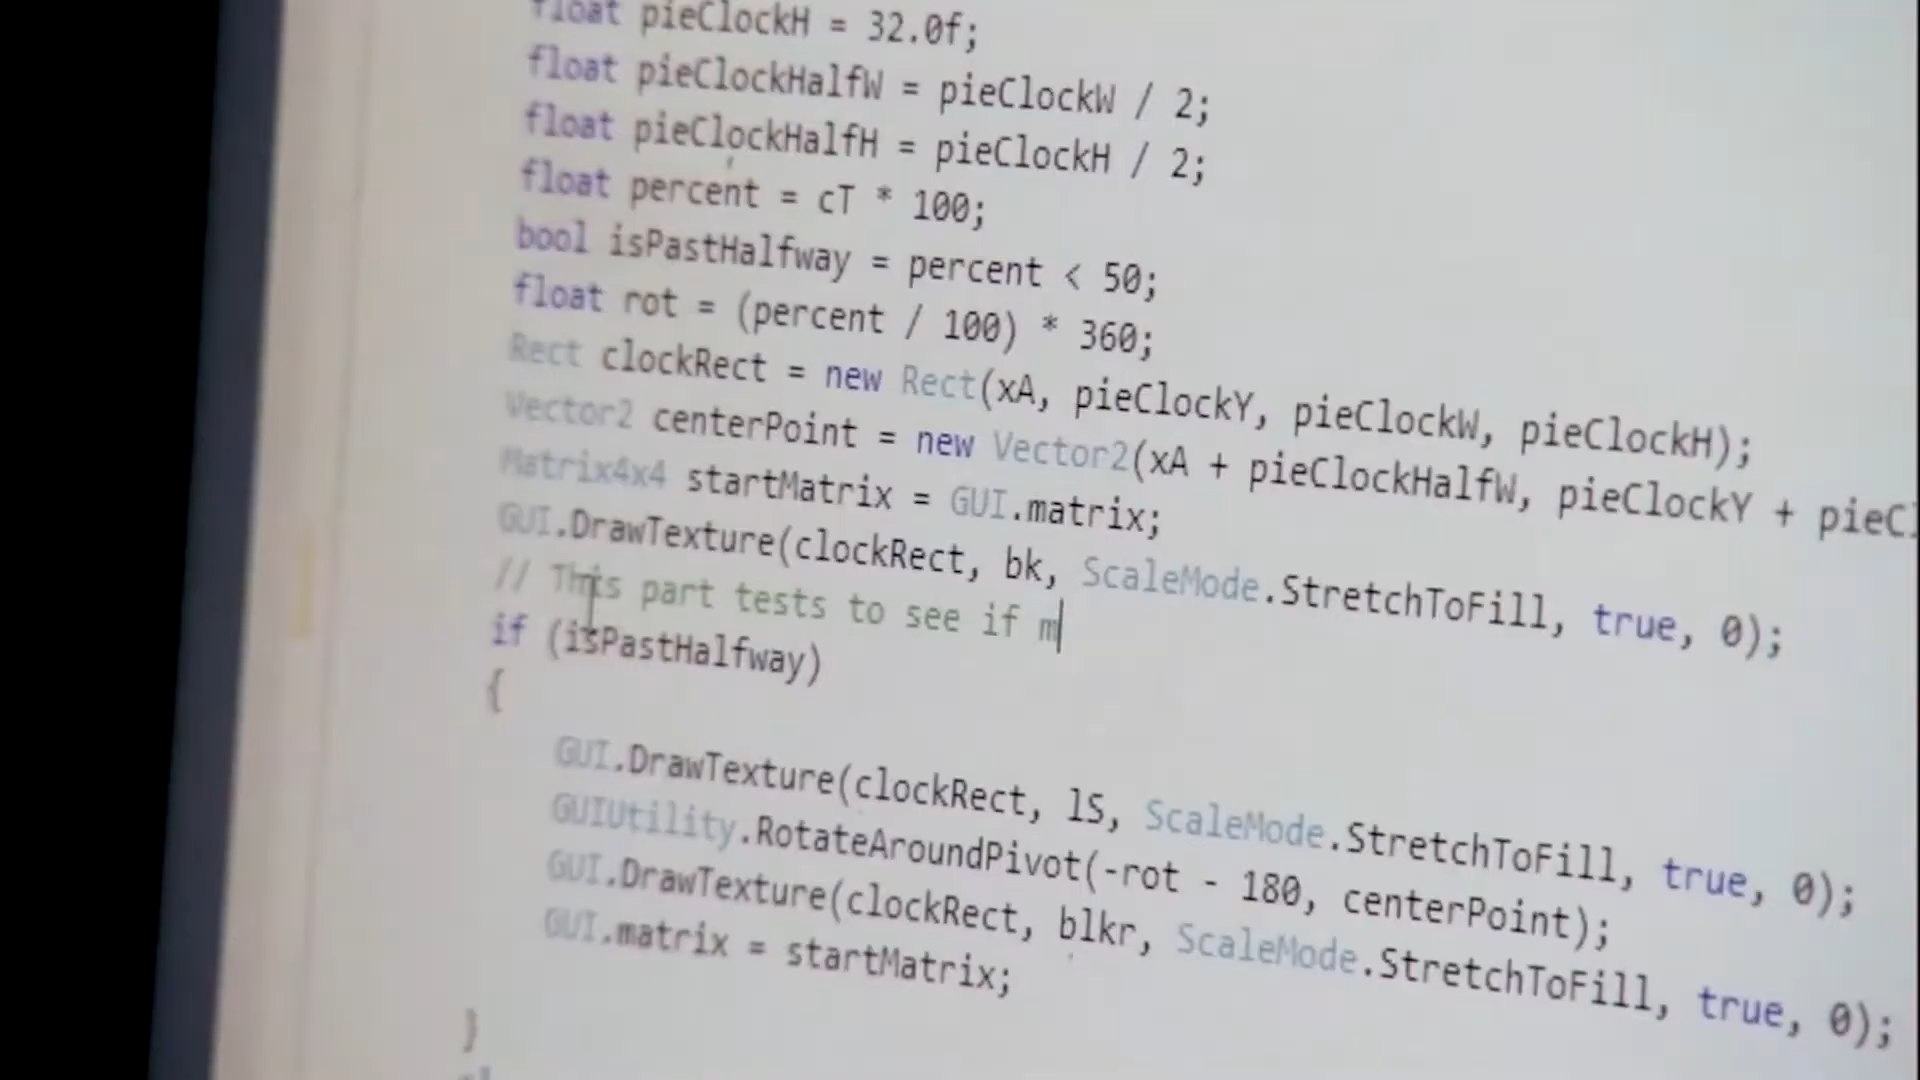 float pieClockH = 32.0f;
float pieClockHalfW = pieClockW / 2;
float pieClockHalfH = pieClockH / 2;
float percent = cT * 100;
bool isPastHalfway = percent < 50;
float rot = (percent / 100) * 360;
Rect clockRect = new Rect(xA, pieClockY, pieClockW, pieClockH);
Vector2 centerPoint = new Vector2(xA + pieClockHalfW, pieClockY + pieCl
Matrix4x4 startMatrix = GUI.matrix;
GUI.DrawTexture(clockRect, bk, ScaleMode.StretchToFill, true, 0);
// This part tests to see if m
if (isPastHalfway)
{
GUI.DrawTexture(clockRect, lS, ScaleMode.StretchToFill, true, 0);
GUIUtility.RotateAroundPivot(-rot - 180, centerPoint);
GUI.DrawTexture(clockRect, blkr, ScaleMode.StretchToFill, true, 0);
GUI.matrix = startMatrix;
}